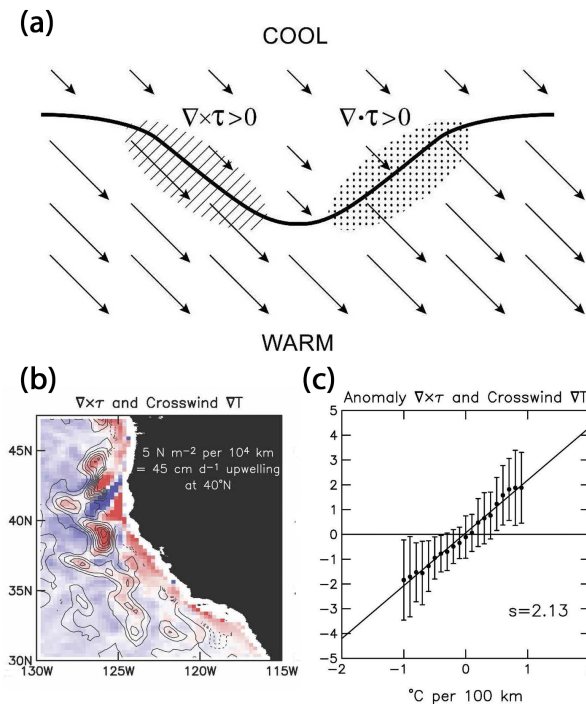 (a)
COOL
∇×τ>0
∇·τ>0
WARM
(b)
∇×τ and Crosswind ∇T
5 N m⁻² per 10⁴ km
= 45 cm d⁻¹ upwelling
at 40°N
45N
40N
35N
30N
130W
125W
120W
115W
(c)
Anomaly ∇×τ and Crosswind ∇T
5
4
3
2
1
0
-1
-2
-3
-4
-5
s=2.13
-2
-1
0
1
°C per 100 km